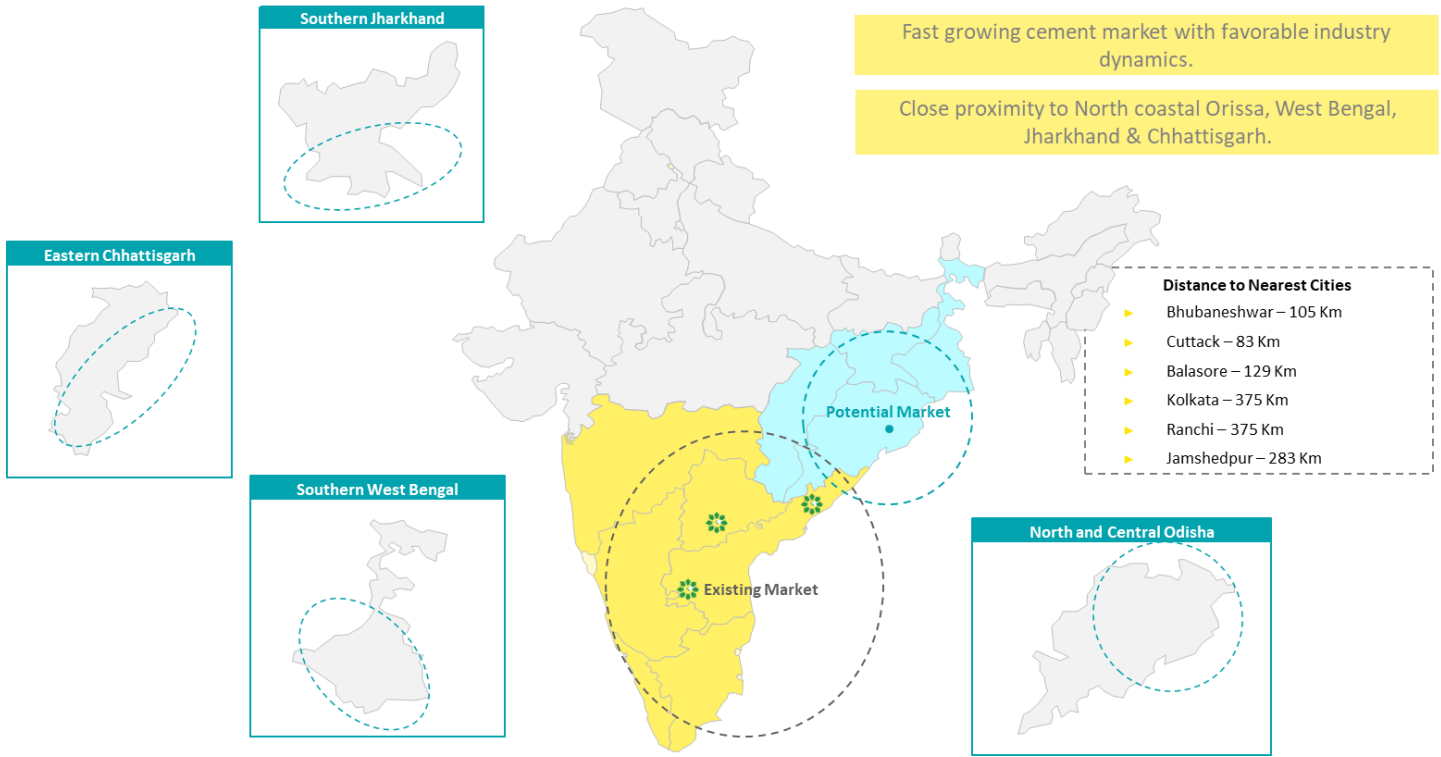 Southern Jharkhand
Fast growing cement market with favorable industry
dynamics.
Close proximity to North coastal Orissa, West Bengal,
Jharkhand & Chhattisgarh.
Eastern Chhattisgarh
Distance to Nearest Cities
Bhubaneshwar – 105 Km
Cuttack – 83 Km
Balasore – 129 Km
Kolkata – 375 Km
Ranchi – 375 Km
Jamshedpur – 283 Km
Potential Market
Southern West Bengal
North and Central Odisha
Existing Market